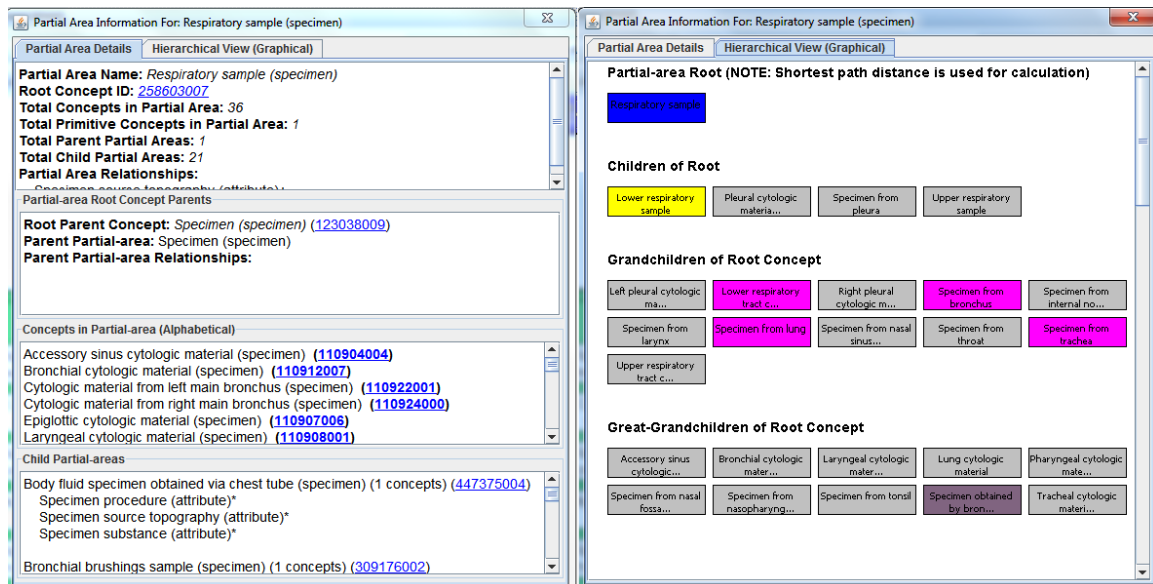 Partial Area Information For: Respiratory sample (specimen)
Partial Area Details
Hierarchical View (Graphical)
Partial Area Name: Respiratory sample (specimen)
Root Concept ID: 258603007
Total Concepts in Partial Area: 36
Total Primitive Concepts in Partial Area: 1
Total Parent Partial Areas: 1
Total Child Partial Areas: 21
Partial Area Relationships:
Specimen source topography (attribute)*
Partial-area Root Concept Parents
Root Parent Concept: Specimen (specimen) (123038009)
Parent Partial-area: Specimen (specimen)
Parent Partial-area Relationships:
Concepts in Partial-area (Alphabetical)
Accessory sinus cytologic material (specimen) (110904004)
Bronchial cytologic material (specimen) (110912007)
Cytologic material from left main bronchus (specimen) (110922001)
Cytologic material from right main bronchus (specimen) (110924000)
Epiglottic cytologic material (specimen) (110907006)
Laryngeal cytologic material (specimen) (110908001)
Child Partial-areas
Body fluid specimen obtained via chest tube (specimen) (1 concepts) (447375004)
Specimen procedure (attribute)*
Specimen source topography (attribute)*
Specimen substance (attribute)*
Bronchial brushings sample (specimen) (1 concepts) (309176002)
Partial Area Information For: Respiratory sample (specimen)
Partial Area Details
Hierarchical View (Graphical)
Partial-area Root (NOTE: Shortest path distance is used for calculation)
Respiratory sample
Children of Root
Lower respiratory
sample
Pleural cytologic
materia...
Specimen from
pleura
Upper respiratory
sample
Grandchildren of Root Concept
Left pleural cytologic
ma...
Lower respiratory
tract c...
Right pleural
cytologic m...
Specimen from
bronchus
Specimen from
internal no...
Specimen from
larynx
Specimen from lung
Specimen from nasal
sinus...
Specimen from
throat
Specimen from
trachea
Upper respiratory
tract c...
Great-Grandchildren of Root Concept
Accessory sinus
cytologic...
Bronchial cytologic
mater...
Laryngeal cytologic
mater...
Lung cytologic
material
Pharyngeal cytologic
mate...
Specimen from nasal
fossa...
Specimen from
nasopharyng...
Specimen from tonsil
Specimen obtained
by bron...
Tracheal cytologic
materi...